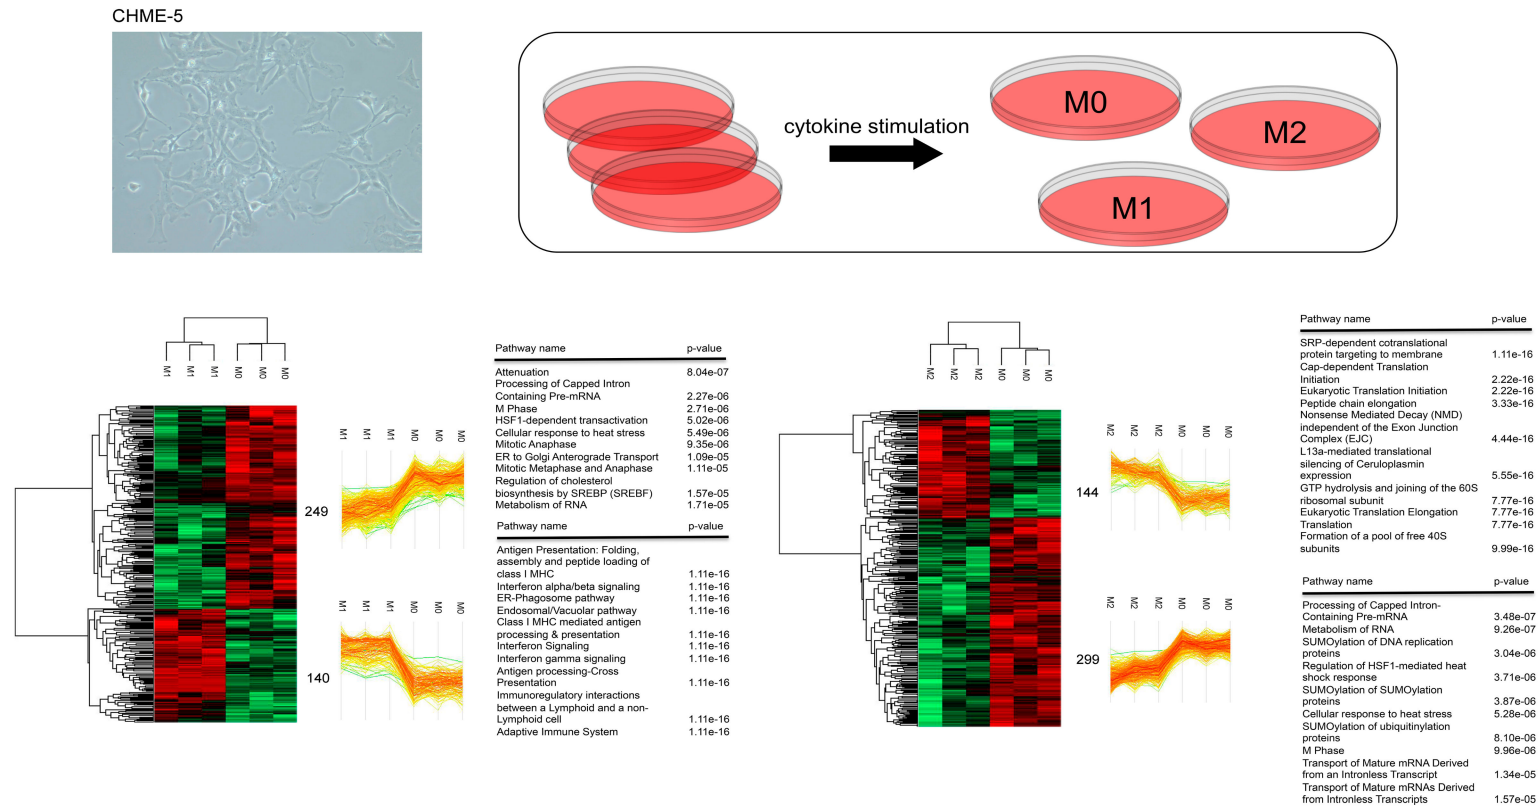 CHME-5
cytokine stimulation
M0
M2
M1
M1
M1
M1
M0
M0
M0
249
M1
M1
M1
M0
M0
M0
140
M1
M1
M1
M0
M0
M0
Pathway name p-value
Attenuation 8.04e-07
Processing of Capped Intron
Containing Pre-mRNA 2.27e-06
M Phase 2.71e-06
HSF1-dependent transactivation 5.02e-06
Cellular response to heat stress 5.49e-06
Mitotic Anaphase 9.35e-06
ER to Golgi Anterograde Transport 1.09e-05
Mitotic Metaphase and Anaphase 1.11e-05
Regulation of cholesterol
biosynthesis by SREBP (SREBF) 1.57e-05
Metabolism of RNA 1.71e-05
Pathway name p-value
Antigen Presentation: Folding,
assembly and peptide loading of
class I MHC 1.11e-16
Interferon alpha/beta signaling 1.11e-16
ER-Phagosome pathway 1.11e-16
Endosomal/Vacuolar pathway 1.11e-16
Class I MHC mediated antigen
processing & presentation 1.11e-16
Interferon Signaling 1.11e-16
Interferon gamma signaling 1.11e-16
Antigen processing-Cross
Presentation 1.11e-16
Immunoregulatory interactions
between a Lymphoid and a non-
Lymphoid cell 1.11e-16
Adaptive Immune System 1.11e-16
M2
M2
M2
M0
M0
M0
144
M2
M2
M2
M0
M0
M0
299
M2
M2
M2
M0
M0
M0
Pathway name p-value
SRP-dependent cotranslational
protein targeting to membrane 1.11e-16
Cap-dependent Translation
Initiation 2.22e-16
Eukaryotic Translation Initiation 2.22e-16
Peptide chain elongation 3.33e-16
Nonsense Mediated Decay (NMD)
independent of the Exon Junction
Complex (EJC) 4.44e-16
L13a-mediated translational
silencing of Ceruloplasmin
expression 5.55e-16
GTP hydrolysis and joining of the 60S
ribosomal subunit 7.77e-16
Eukaryotic Translation Elongation 7.77e-16
Translation 7.77e-16
Formation of a pool of free 40S
subunits 9.99e-16
Pathway name p-value
Processing of Capped Intron-
Containing Pre-mRNA 3.48e-07
Metabolism of RNA 9.26e-07
SUMOylation of DNA replication
proteins 3.04e-06
Regulation of HSF1-mediated heat
shock response 3.71e-06
SUMOylation of SUMOylation
proteins 3.87e-06
Cellular response to heat stress 5.28e-06
SUMOylation of ubiquitinylation
proteins 8.10e-06
M Phase 9.96e-06
Transport of Mature mRNA Derived
from an Intronless Transcript 1.34e-05
Transport of Mature mRNAs Derived
from Intronless Transcripts 1.57e-05